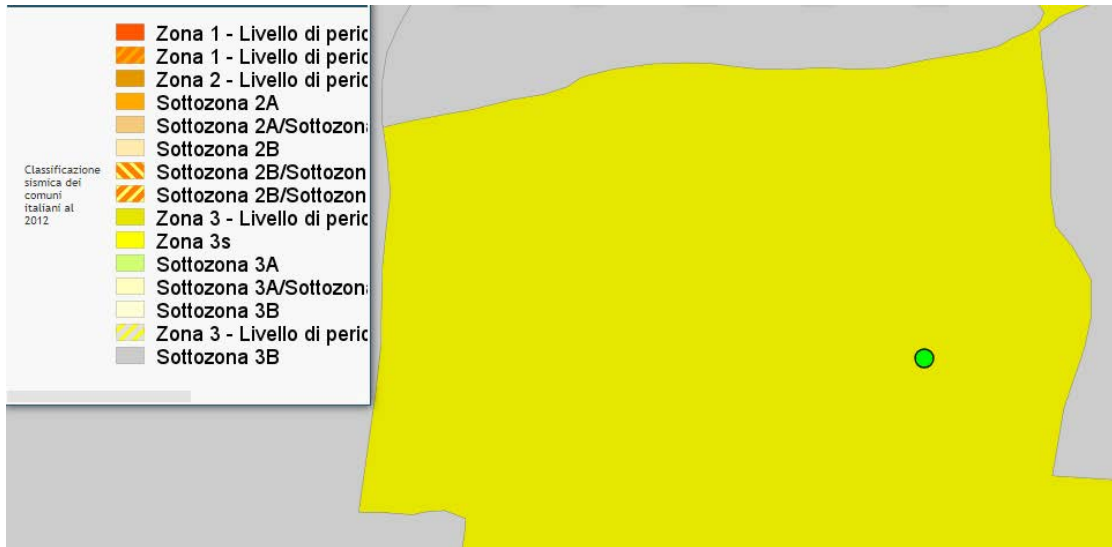 Classificazione
sismica dei
comuni
italiani al
2012
Zona 1 - Livello di peric
Zona 1 - Livello di peric
Zona 2 - Livello di peric
Sottozona 2A
Sottozona 2A/Sottozon
Sottozona 2B
Sottozona 2B/Sottozon
Sottozona 2B/Sottozon
Zona 3 - Livello di peric
Zona 3s
Sottozona 3A
Sottozona 3A/Sottozon
Sottozona 3B
Zona 3 - Livello di peric
Sottozona 3B